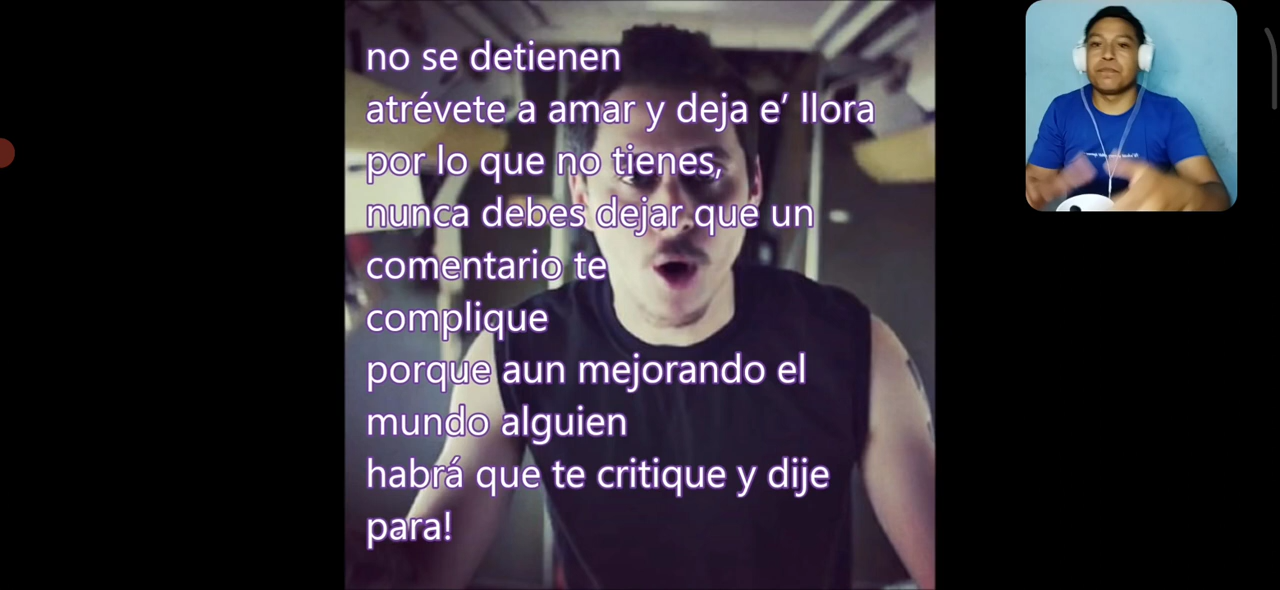 no se detienen
atrévete a amar y deja e’ llora
por lo que no tienes,
nunca debes dejar que un
comentario te
complique
porque aun mejorando el
mundo alguien
habrá que te critique y dije
para!